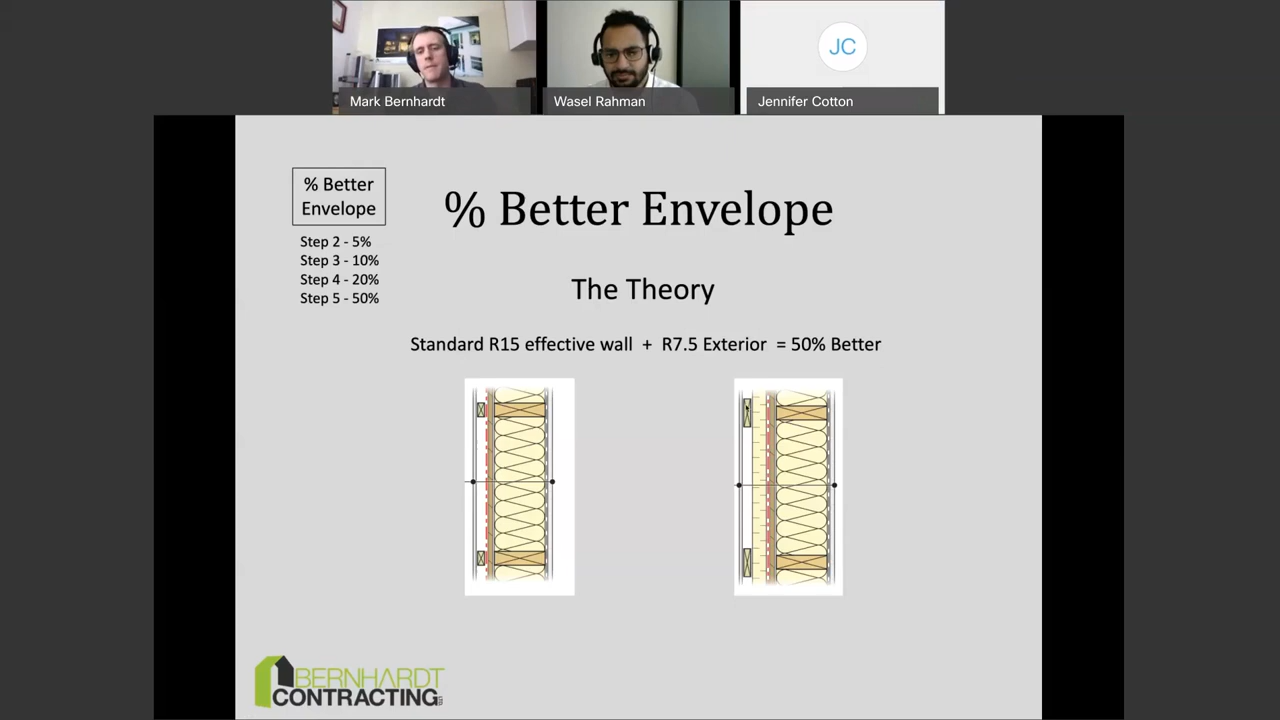 JC
Mark Bernhardt
Wasel Rahman
Jennifer Cotton
% Better
Envelope
% Better Envelope
Step 2 - 5%
Step 3 - 10%
Step 4 - 20%
Step 5 - 50%
The Theory
Standard R15 effective wall + R7.5 Exterior = 50% Better
BERNHARDT
CONTRACTING LTD